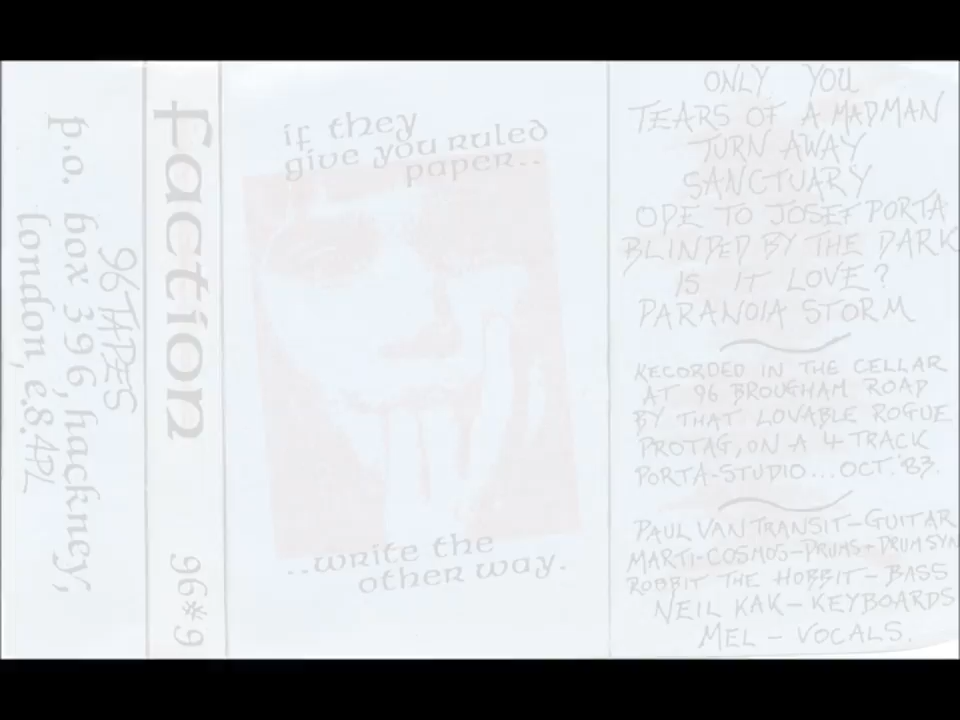 96 TAPES
p.o. box 396, hackney,
london, e.8.4PL
faction 96*9
if they
give you ruled
paper..
..write the
other way.
ONLY YOU
TEARS OF A MADMAN
TURN AWAY
SANCTUARY
ODE TO JOSEF PORTA
BLINDED BY THE DARK
IS IT LOVE?
PARANOIA STORM
RECORDED IN THE CELLAR
AT 96 BROUGHAM ROAD
BY THAT LOVABLE ROGUE
PROTAG, ON A 4 TRACK
PORTA-STUDIO...OCT.'83.
PAUL VAN TRANSIT-GUITAR
MARTI-COSMOS-DRUMS+DRUM SYN
ROBBIT THE HOBBIT - BASS
NEIL KAK - KEYBOARDS
MEL - VOCALS.